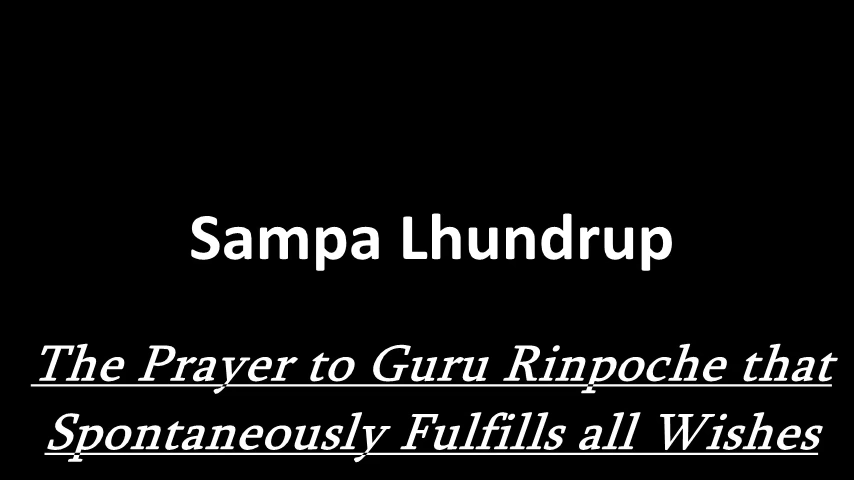 Sampa Lhundrup
The Prayer to Guru Rinpoche that
Spontaneously Fulfills all Wishes